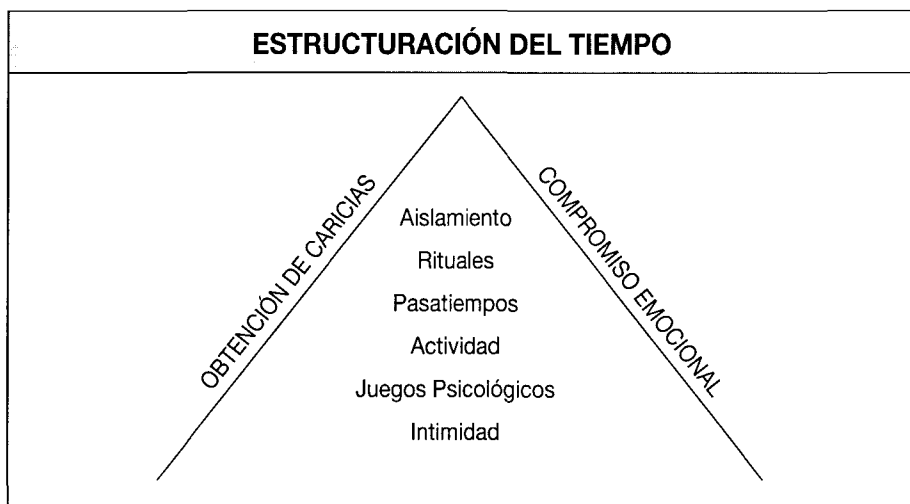 ESTRUCTURACIÓN DEL TIEMPO
OBTENCIÓN DE CARICIAS
COMPROMISO EMOCIONAL
Aislamiento
Rituales
Pasatiempos
Actividad
Juegos Psicológicos
Intimidad